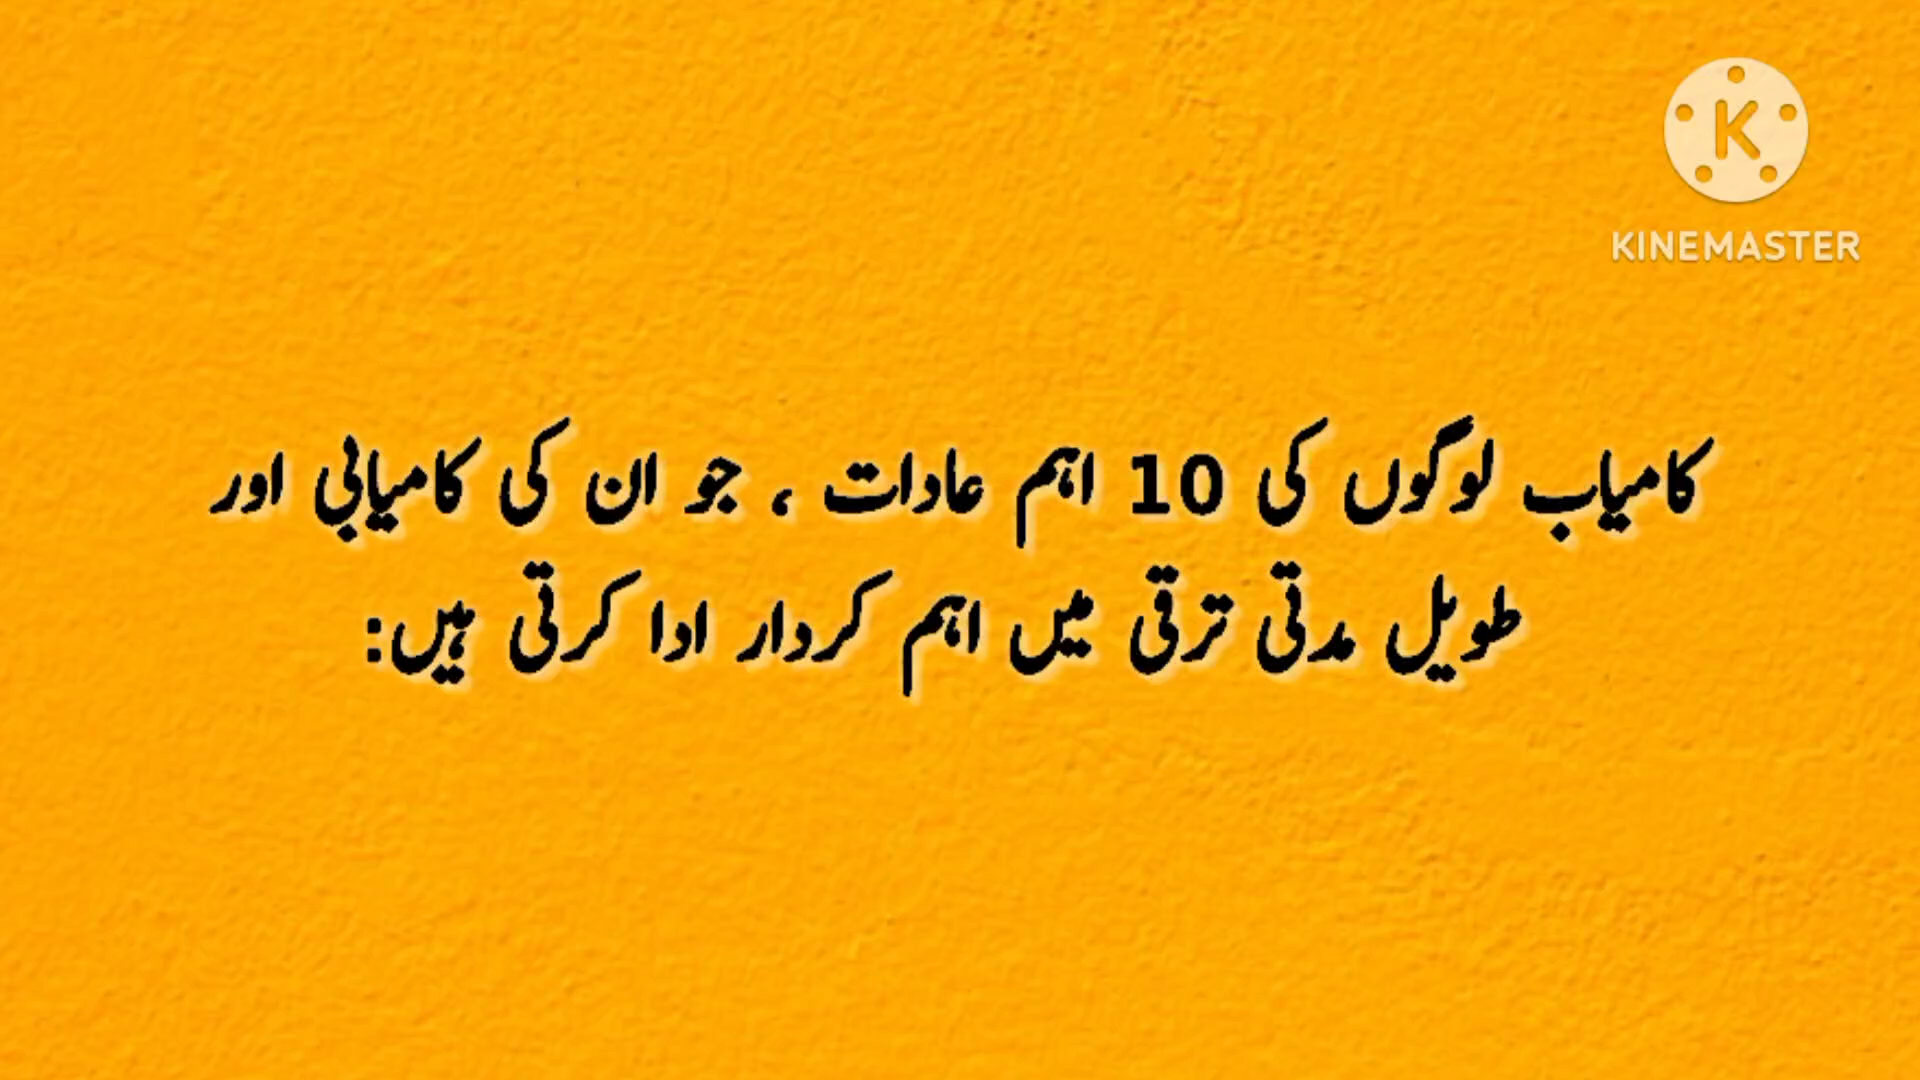 KINEMASTER
کامیاب لوگوں کی 10 اہم عادات ، جو ان کی کامیابی اور
طویل مدتی ترقی میں اہم کردار ادا کرتی ہیں: